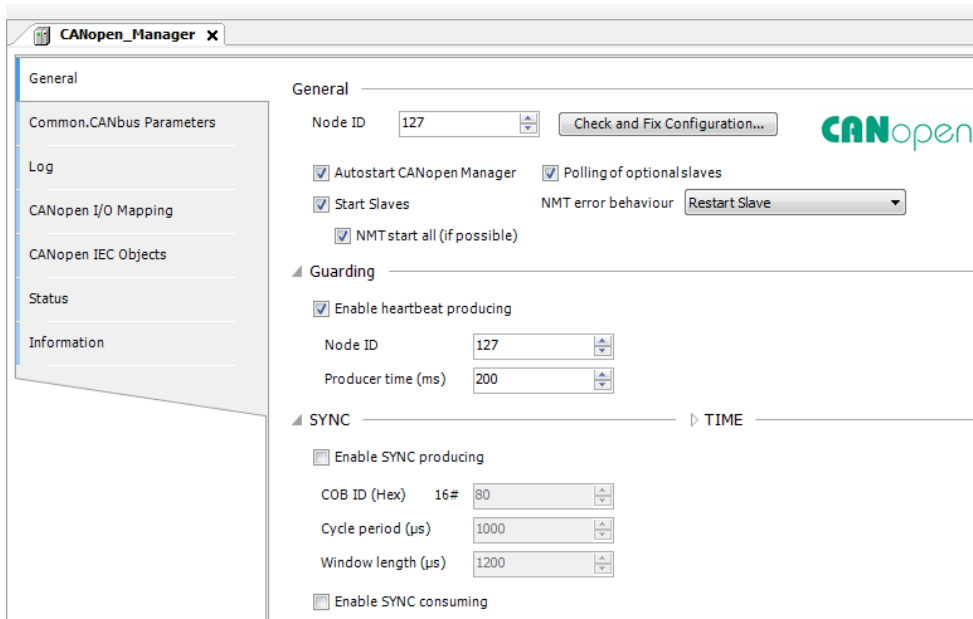 CANopen_Manager X
General
Common.CANbus Parameters
Log
CANopen I/O Mapping
CANopen IEC Objects
Status
Information
General
Node ID 127 Check and Fix Configuration... CANopen
Autostart CANopen Manager Polling of optional slaves
Start Slaves NMT error behaviour Restart Slave
NMT start all (if possible)
Guarding
Enable heartbeat producing
Node ID 127
Producer time (ms) 200
SYNC TIME
Enable SYNC producing
COB ID (Hex) 16# 80
Cycle period (µs) 1000
Window length (µs) 1200
Enable SYNC consuming